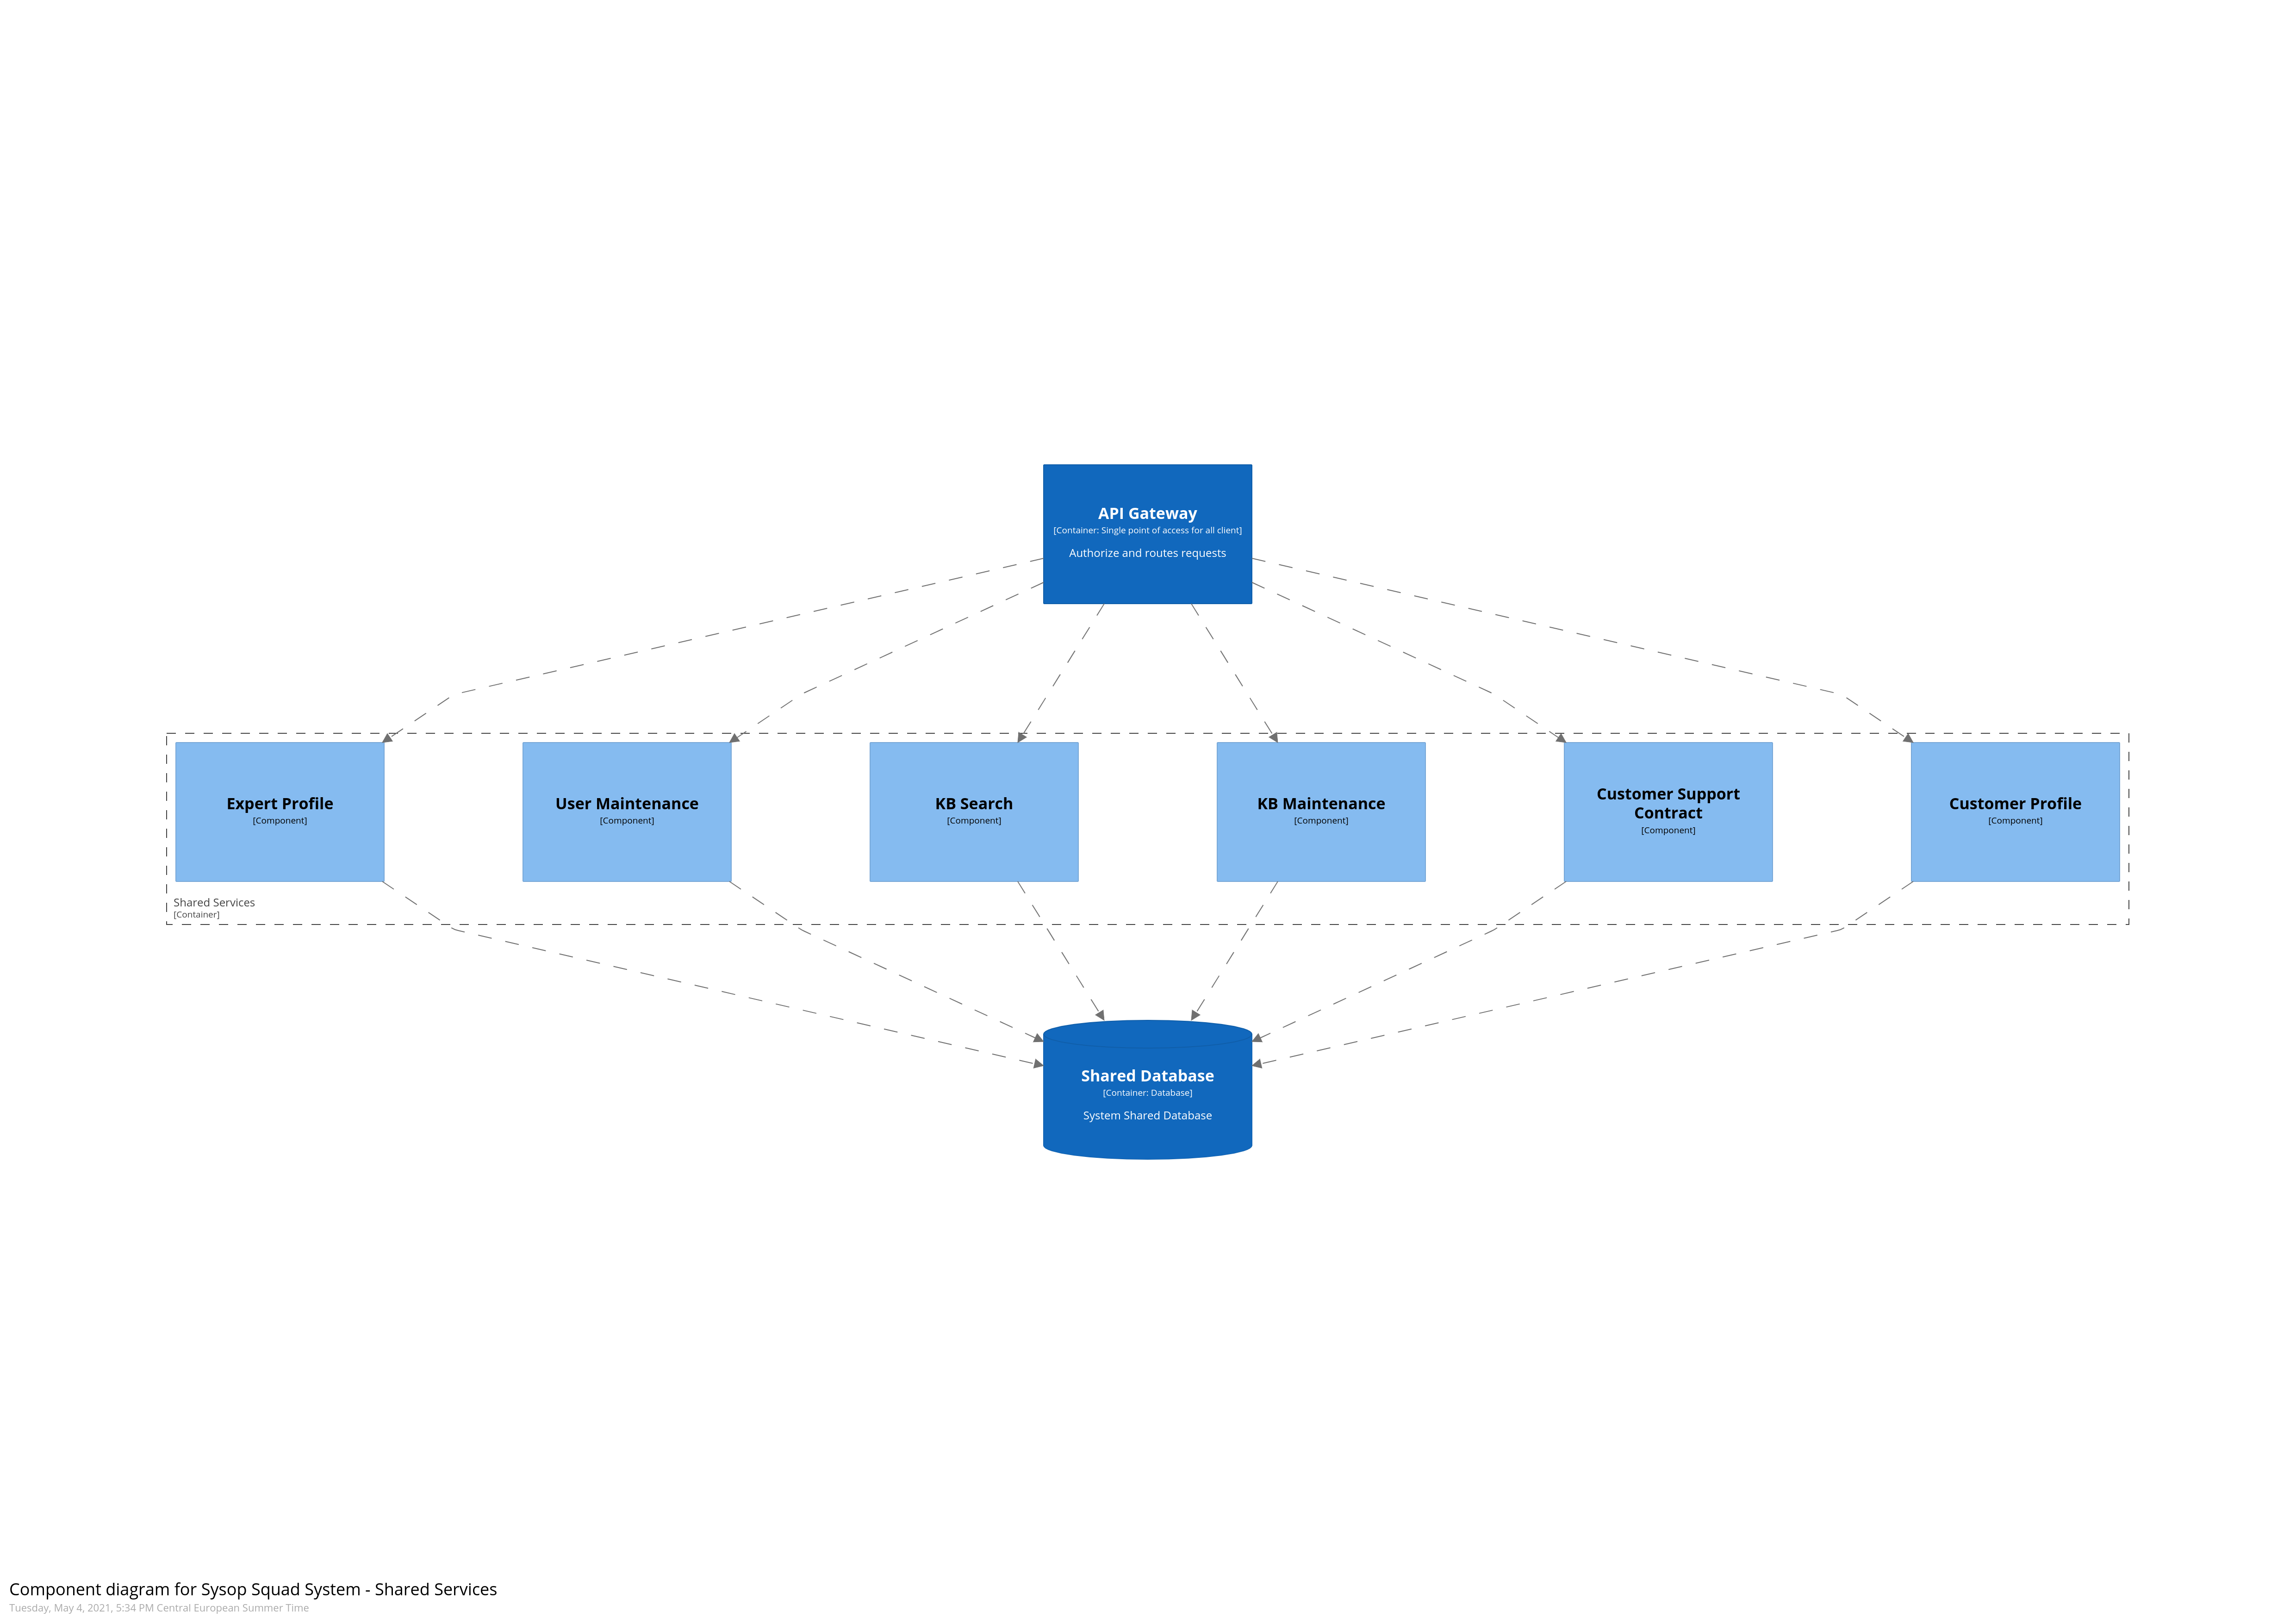 API Gateway
[Container: Single point of access for all client]
Authorize and routes requests
Expert Profile
[Component]
User Maintenance
[Component]
KB Search
[Component]
KB Maintenance
[Component]
Customer Support
Contract
[Component]
Customer Profile
[Component]
Shared Services
[Container]
Shared Database
[Container: Database]
System Shared Database
Component diagram for Sysop Squad System - Shared Services
Tuesday, May 4, 2021, 5:34 PM Central European Summer Time